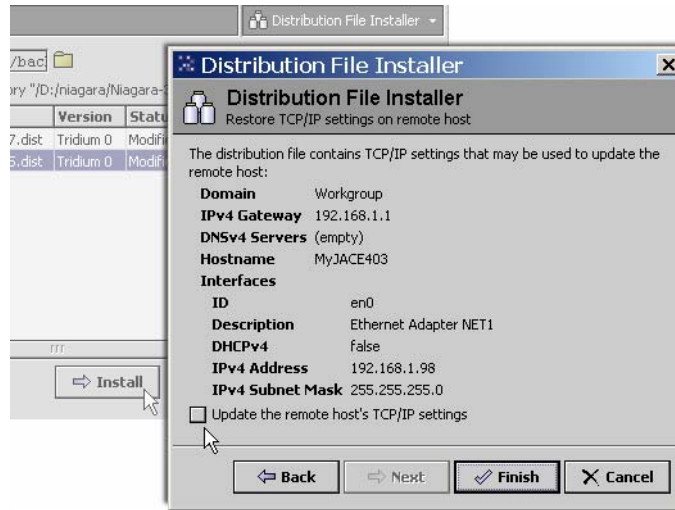 Distribution File Installer
/bac
ory "/D:/niagara/Niagara-3
Version Statu
7.dist Tridium 0 Modifi
5.dist Tridium 0 Modifi
Install
Distribution File Installer
Distribution File Installer
Restore TCP/IP settings on remote host
The distribution file contains TCP/IP settings that may be used to update the
remote host:
Domain Workgroup
IPv4 Gateway 192.168.1.1
DNSv4 Servers (empty)
Hostname MyJACE403
Interfaces
ID en0
Description Ethernet Adapter NET1
DHCPv4 false
IPv4 Address 192.168.1.98
IPv4 Subnet Mask 255.255.255.0
Update the remote host's TCP/IP settings
Back Next Finish Cancel